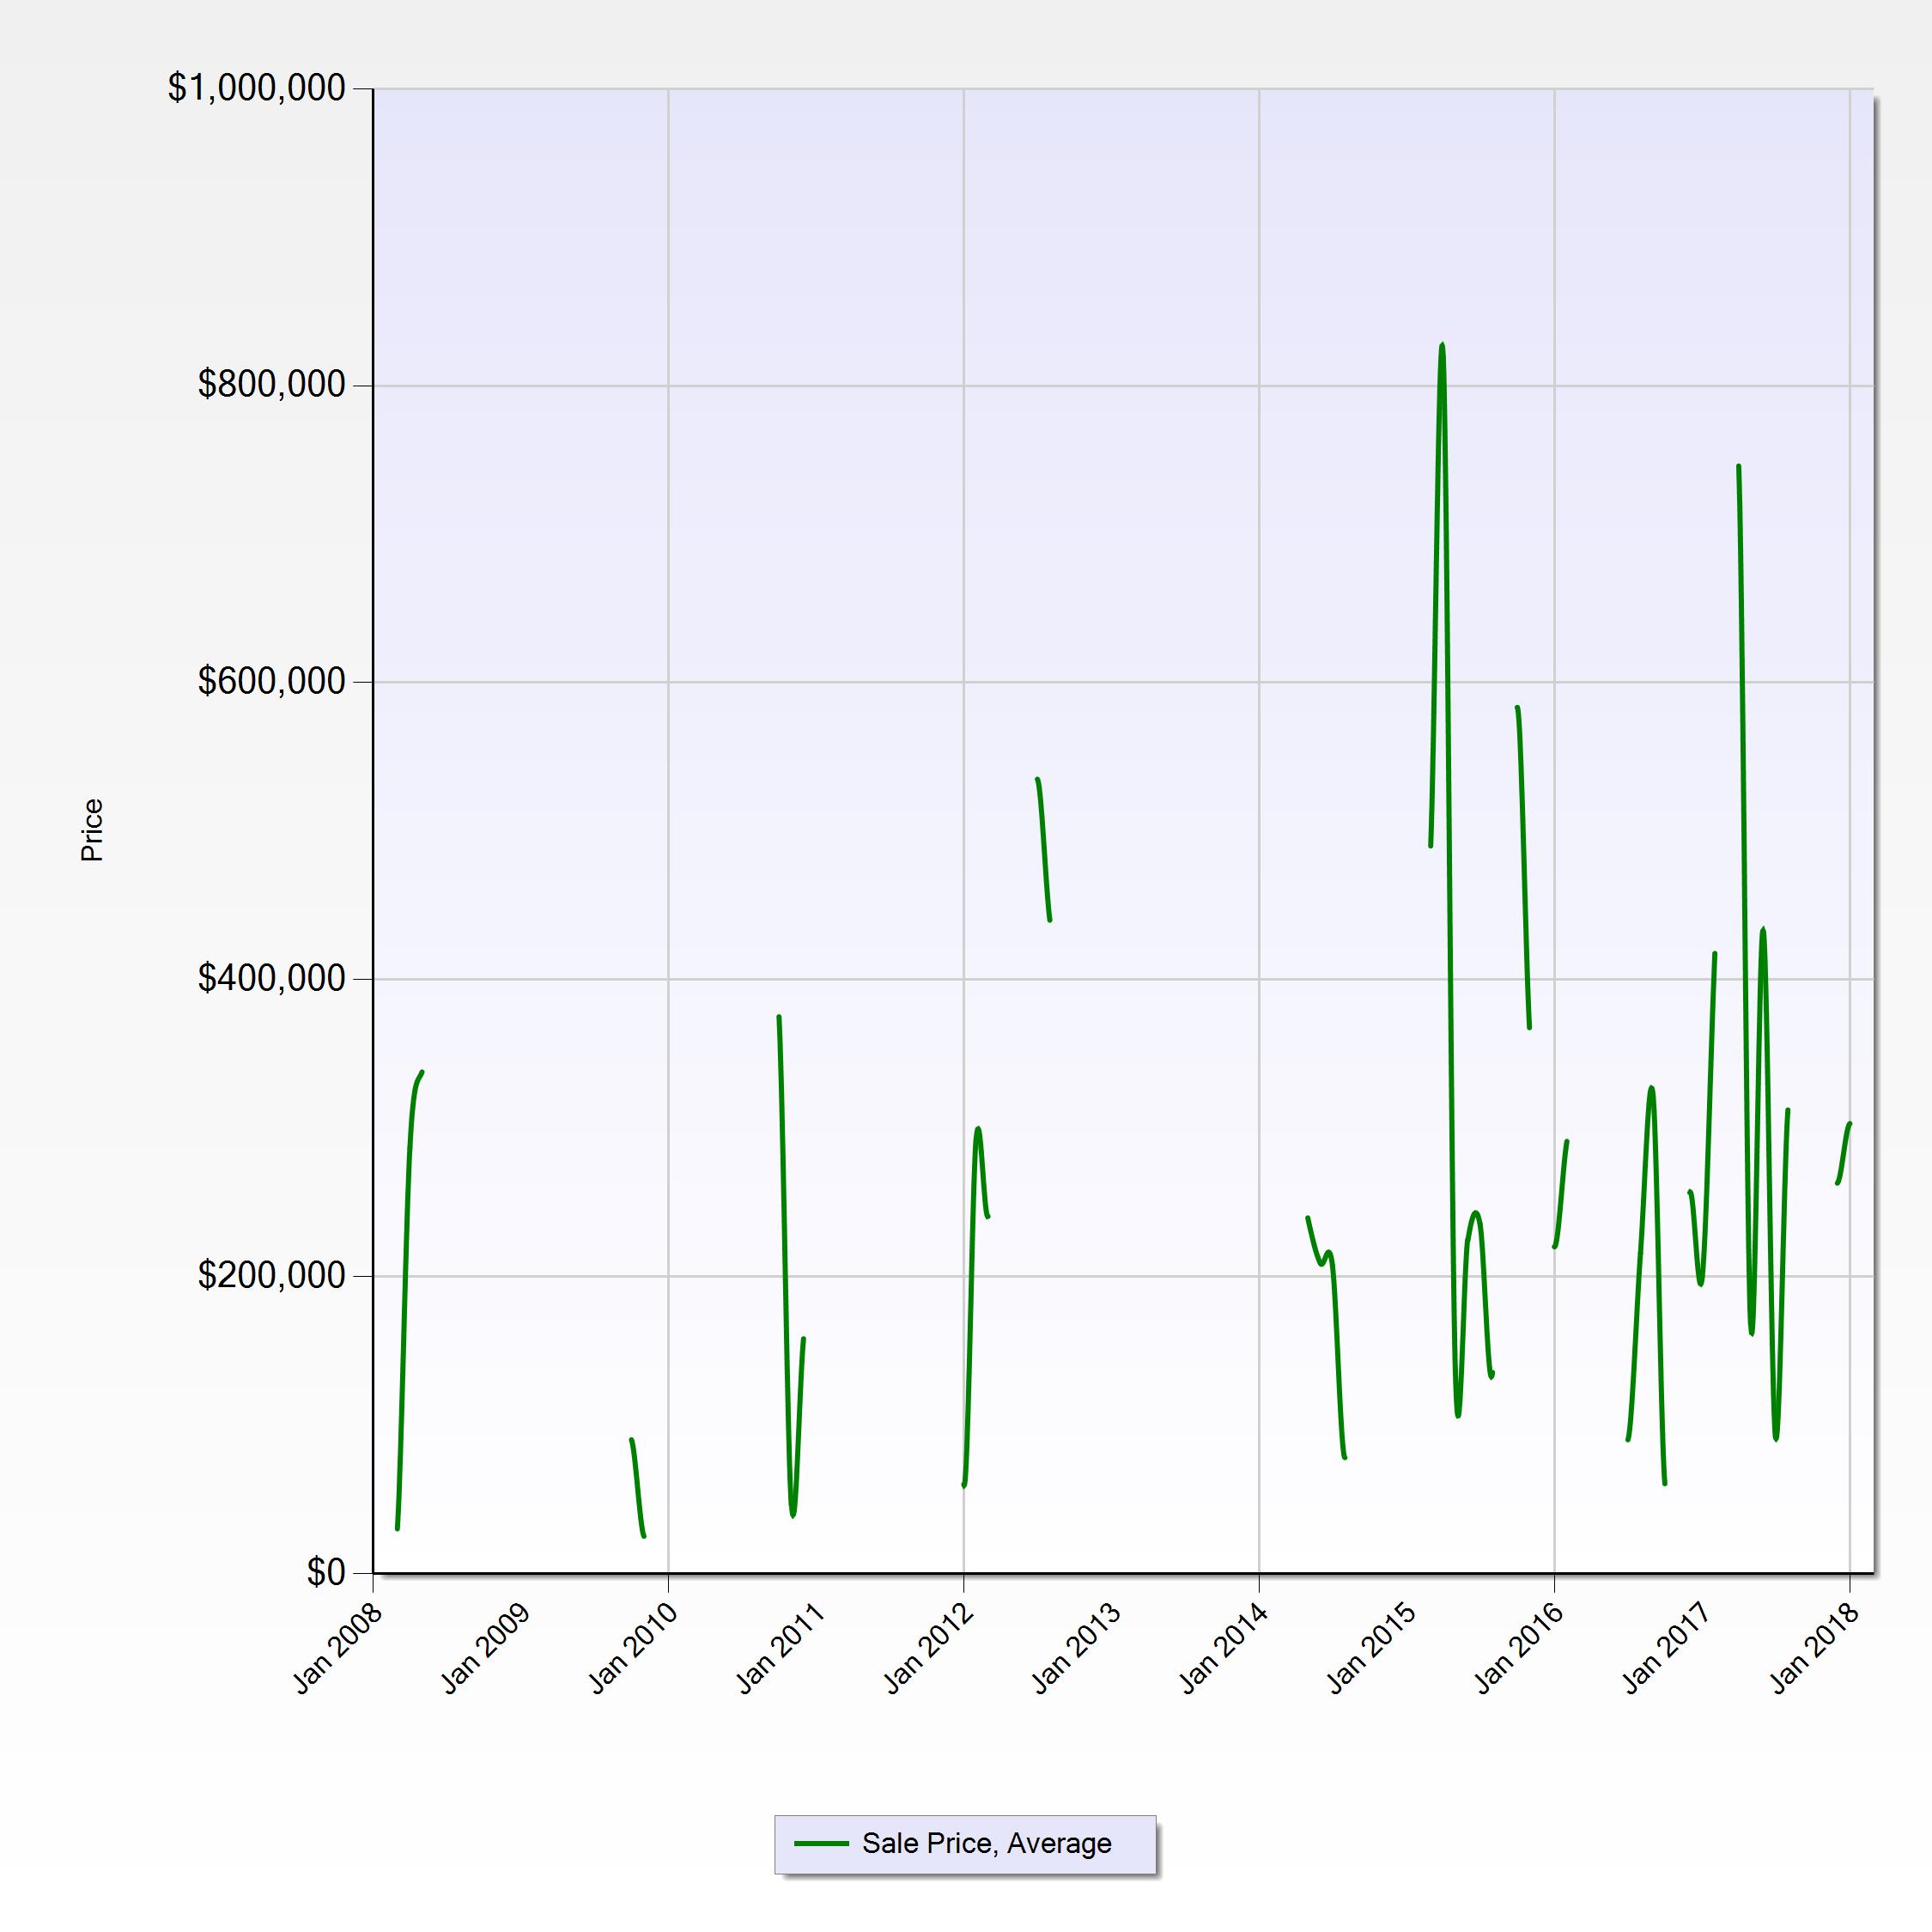 $1,000,000
$800,000
$600,000
$400,000
$200,000
$0
Price
Jan 2008
Jan 2009
Jan 2010
Jan 2011
Jan 2012
Jan 2013
Jan 2014
Jan 2015
Jan 2016
Jan 2017
Jan 2018
Sale Price, Average